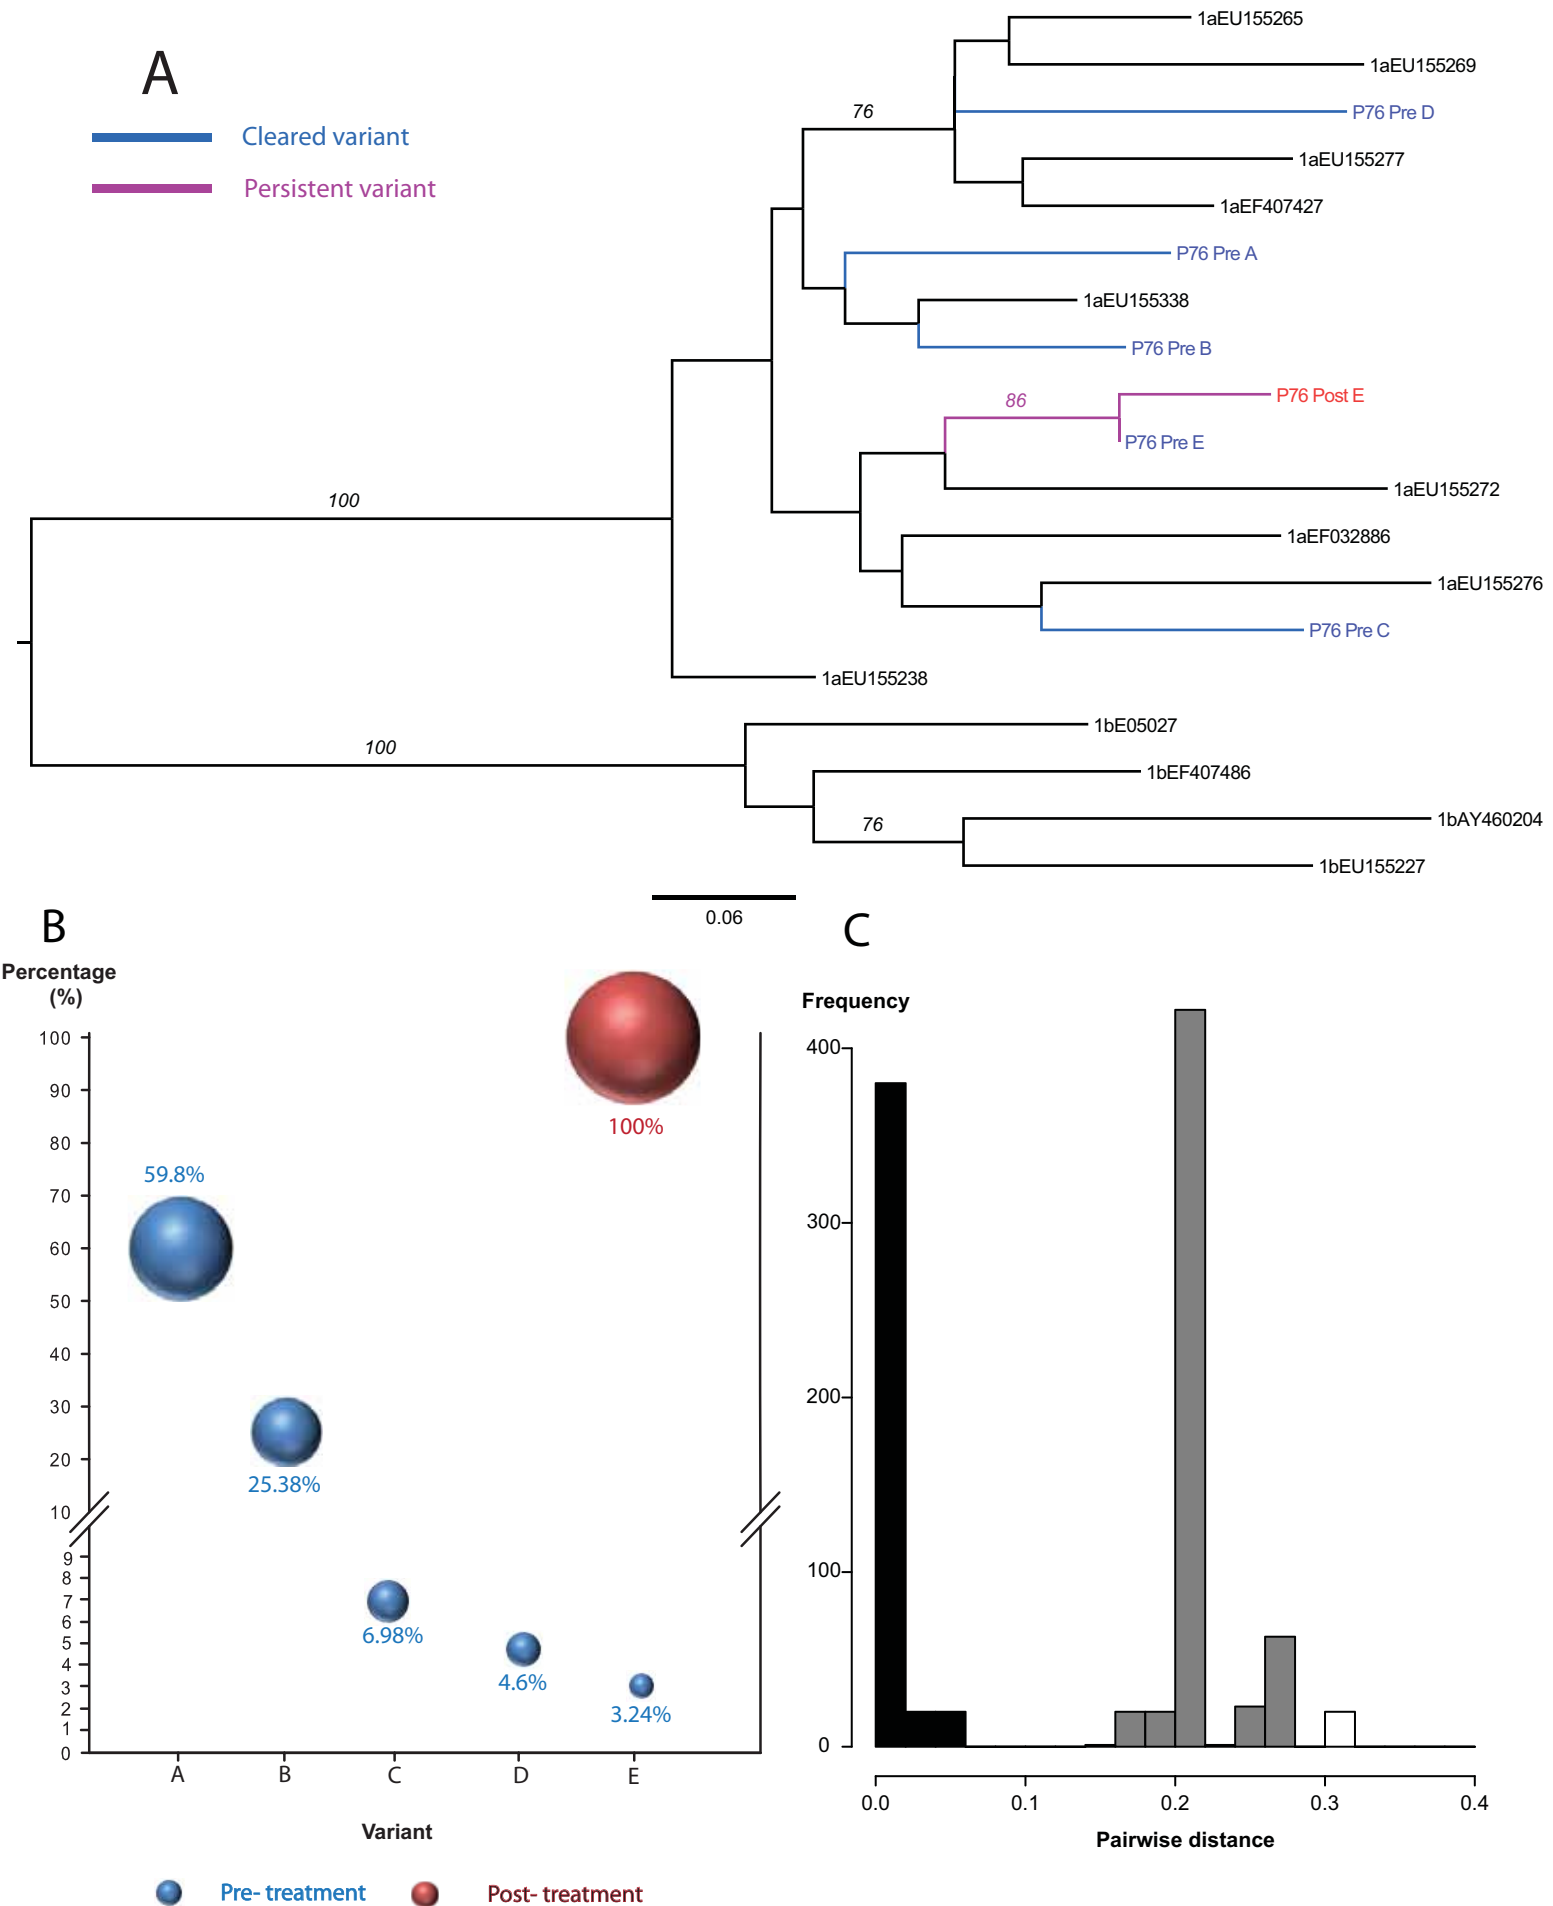 A
Cleared variant
Persistent variant
1aEU155265
1aEU155269
76
P76 Pre D
1aEU155277
1aEF407427
P76 Pre A
1aEU155338
P76 Pre B
P76 Post E
86
P76 Pre E
1aEU155272
100
1aEF032886
1aEU155276
P76 Pre C
1aEU155238
1bE05027
100
1bEF407486
76
1bAY460204
1bEU155227
0.06
B
Percentage
(%)
100
90
80
70
60
50
40
30
20
10
9
8
7
6
5
4
3
2
1
0
100%
59.8%
25.38%
6.98%
4.6%
3.24%
A B C D E
Variant
Pre- treatment Post- treatment
C
Frequency
400
300
200
100
0
0.0 0.1 0.2 0.3 0.4
Pairwise distance